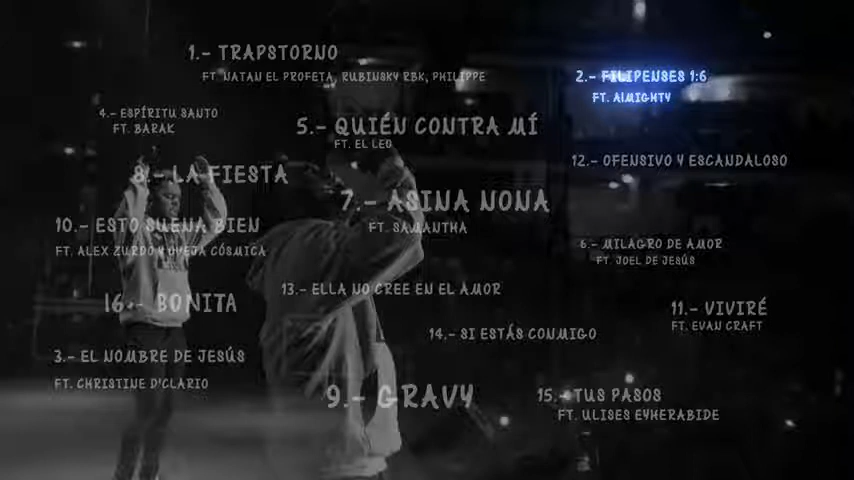 1.- TRAPSTORNO
FT. NATAN EL PROFETA, RUBINSKY RBK, PHILIPPE
2.- FILIPENSES 1:6
FT. AlMIGHTY
4.- ESPÍRITU SANTO
FT. BARAK
5.- QUIÉN CONTRA MÍ
FT. EL LEO
12.- OFENSIVO Y ESCANDALOSO
8.- LA FIESTA
7.- ASINA NONA
FT. SAMANTHA
10.- ESTO SUENA BIEN
FT. ALEX ZURDO Y OVEJA CÓSMICA
6.- MILAGRO DE AMOR
FT. JOEL DE JESÚS
13.- ELLA NO CREE EN EL AMOR
16.- BONITA
11.- VIVIRÉ
FT. EVAN CRAFT
14.- SI ESTÁS CONMIGO
3.- EL NOMBRE DE JESÚS
FT. CHRISTINE D'CLARIO
9.- GRAVY
15.- TUS PASOS
FT. ULISES EYHERABIDE